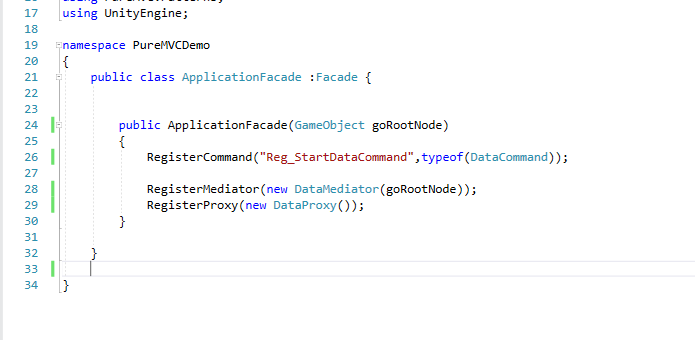 17 using UnityEngine;
18
19 namespace PureMVCDemo
20 {
21 public class ApplicationFacade :Facade {
22
23
24 public ApplicationFacade(GameObject goRootNode)
25 {
26 RegisterCommand("Reg_StartDataCommand",typeof(DataCommand));
27
28 RegisterMediator(new DataMediator(goRootNode));
29 RegisterProxy(new DataProxy());
30 }
31
32 }
33
34 }